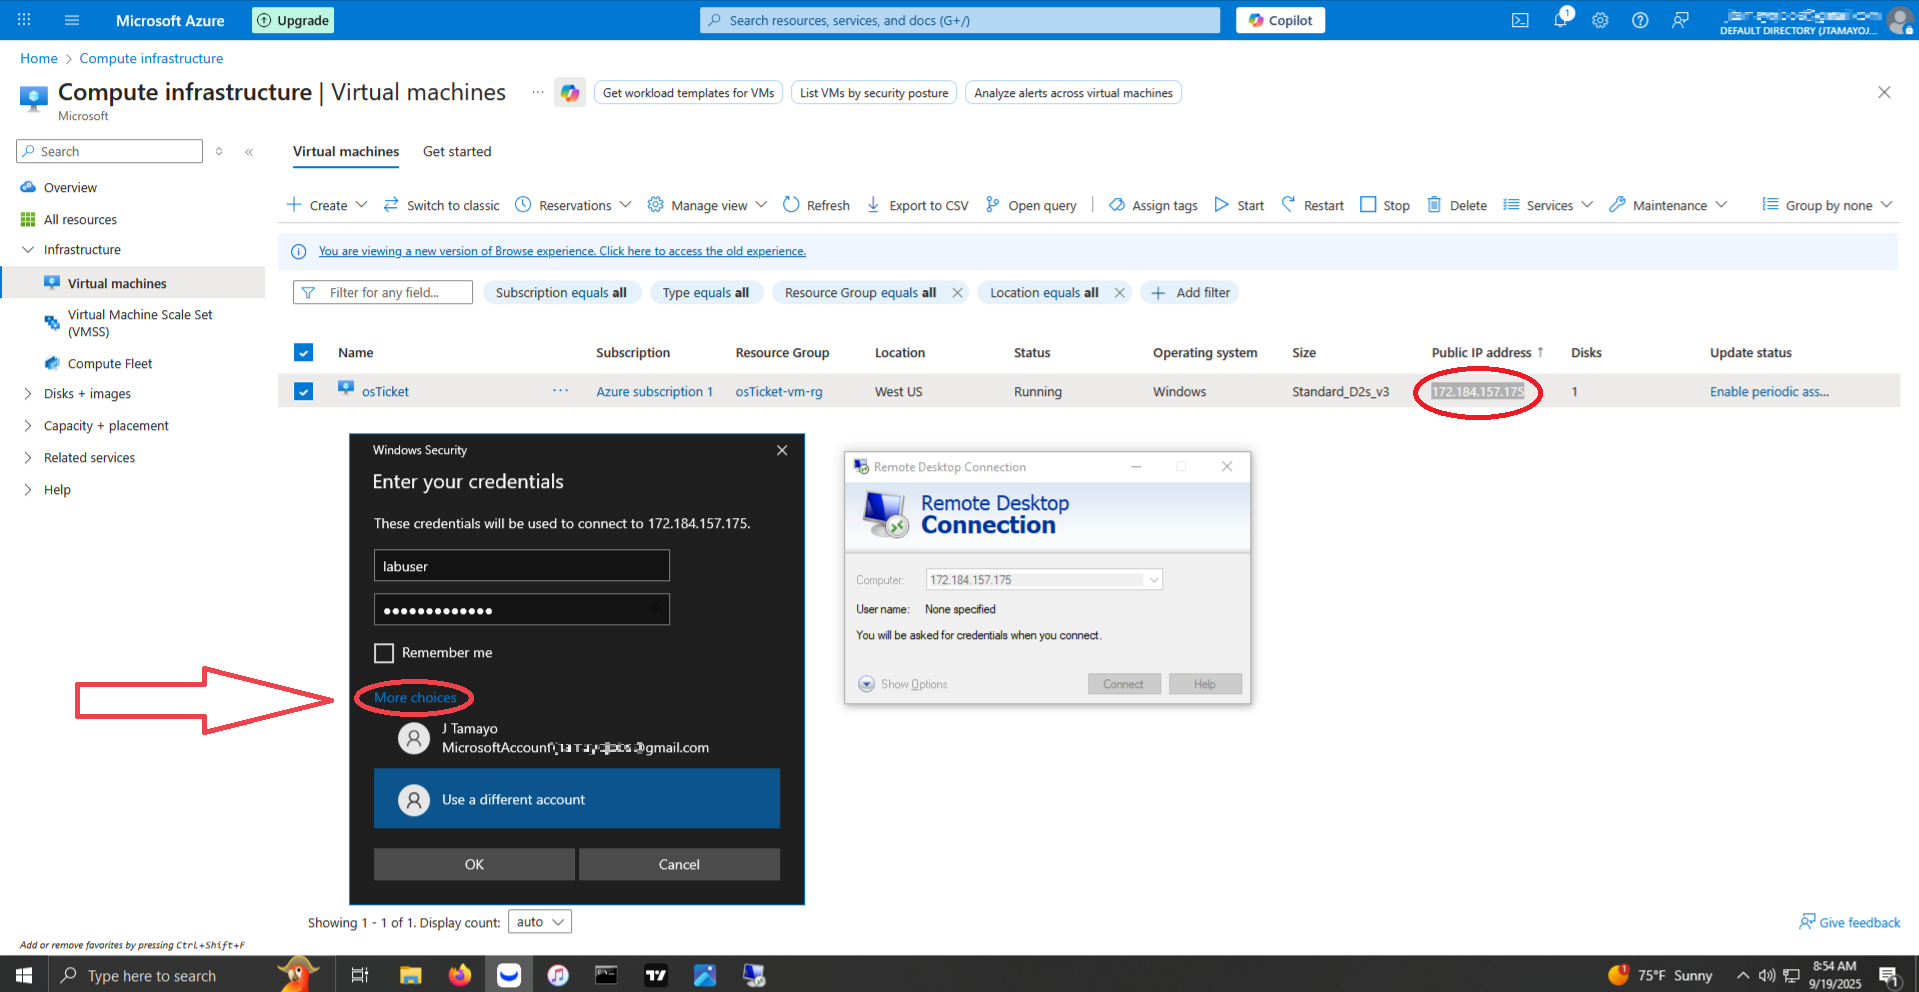 Microsoft Azure
Upgrade
Search resources, services, and docs (G+/)
Copilot
1
DEFAULT DIRECTORY (JTAMAYOJ...
Home > Compute infrastructure
Compute infrastructure | Virtual machines
...
Get workload templates for VMs
List VMs by security posture
Analyze alerts across virtual machines
Microsoft
Search
Overview
All resources
Infrastructure
Virtual machines
Virtual Machine Scale Set
(VMSS)
Compute Fleet
Disks + images
Capacity + placement
Related services
Help
Virtual machines
Get started
Create
Switch to classic
Reservations
Manage view
Refresh
Export to CSV
Open query
Assign tags
Start
Restart
Stop
Delete
Services
Maintenance
Group by none
You are viewing a new version of Browse experience. Click here to access the old experience.
Filter for any field...
Subscription equals all
Type equals all
Resource Group equals all
Location equals all
Add filter
Name Subscription Resource Group Location Status Operating system Size Public IP address ↑ Disks Update status
osTicket ... Azure subscription 1 osTicket-vm-rg West US Running Windows Standard_D2s_v3 172.184.157.175 1 Enable periodic ass...
Windows Security
Enter your credentials
These credentials will be used to connect to 172.184.157.175.
labuser
•••••••••••••
Remember me
More choices
J Tamayo
MicrosoftAccount
@gmail.com
Use a different account
OK
Cancel
Remote Desktop Connection
Remote Desktop
Connection
Computer: 172.184.157.175
User name: None specified
You will be asked for credentials when you connect.
Show Options
Connect
Help
Showing 1 - 1 of 1. Display count: auto
Give feedback
Add or remove favorites by pressing Ctrl+Shift+F
Type here to search
75°F Sunny
8:54 AM
9/19/2025
1